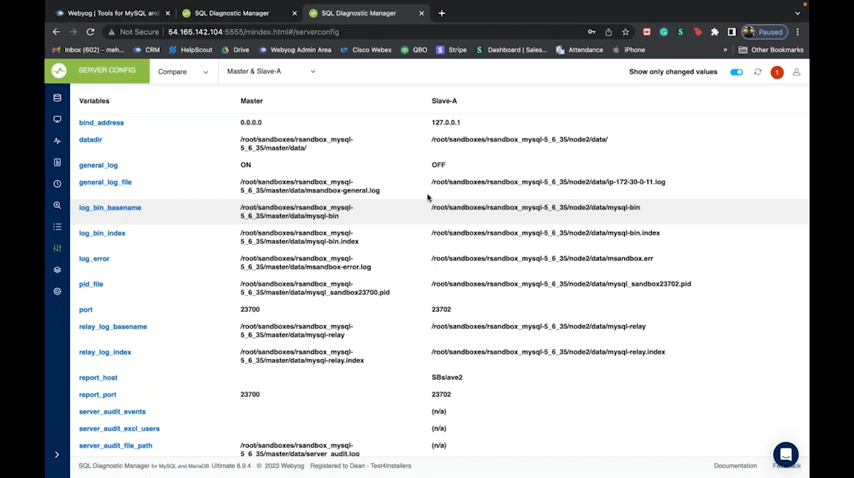 Webyog | Tools for MySQL and
SQL Diagnostic Manager
SQL Diagnostic Manager
Not Secure
54.165.142.104:5555/mindex.html#/serverconfig
Paused
Inbox (602) - meh...
CRM
HelpScout
Drive
Webyog Admin Area
Cisco Webex
QBO
Stripe
Dashboard | Sales...
Attendance
iPhone
»
Other Bookmarks
SERVER CONFIG
Compare
Master & Slave-A
Show only changed values
1
Variables Master Slave-A
bind_address 0.0.0.0 127.0.0.1
datadir /root/sandboxes/rsandbox_mysql- /root/sandboxes/rsandbox_mysql-5_6_35/node2/data/
5_6_35/master/data/
general_log ON OFF
general_log_file /root/sandboxes/rsandbox_mysql- /root/sandboxes/rsandbox_mysql-5_6_35/node2/data/ip-172-30-0-11.log
5_6_35/master/data/msandbox-general.log
log_bin_basename /root/sandboxes/rsandbox_mysql- /root/sandboxes/rsandbox_mysql-5_6_35/node2/data/mysql-bin
5_6_35/master/data/mysql-bin
log_bin_index /root/sandboxes/rsandbox_mysql- /root/sandboxes/rsandbox_mysql-5_6_35/node2/data/mysql-bin.index
5_6_35/master/data/mysql-bin.index
log_error /root/sandboxes/rsandbox_mysql- /root/sandboxes/rsandbox_mysql-5_6_35/node2/data/msandbox.err
5_6_35/master/data/msandbox-error.log
pid_file /root/sandboxes/rsandbox_mysql- /root/sandboxes/rsandbox_mysql-5_6_35/node2/data/mysql_sandbox23702.pid
5_6_35/master/data/mysql_sandbox23700.pid
port 23700 23702
relay_log_basename /root/sandboxes/rsandbox_mysql- /root/sandboxes/rsandbox_mysql-5_6_35/node2/data/mysql-relay
5_6_35/master/data/mysql-relay
relay_log_index /root/sandboxes/rsandbox_mysql- /root/sandboxes/rsandbox_mysql-5_6_35/node2/data/mysql-relay.index
5_6_35/master/data/mysql-relay.index
report_host SBslave2
report_port 23700 23702
server_audit_events (n/a)
server_audit_excl_users (n/a)
server_audit_file_path /root/sandboxes/rsandbox_mysql- (n/a)
5_6_35/master/data/server_audit.log
SQL Diagnostic Manager for MySQL and MariaDB Ultimate 8.9.4 © 2023 Webyog Registered to Dean - Test4Installers
Documentation